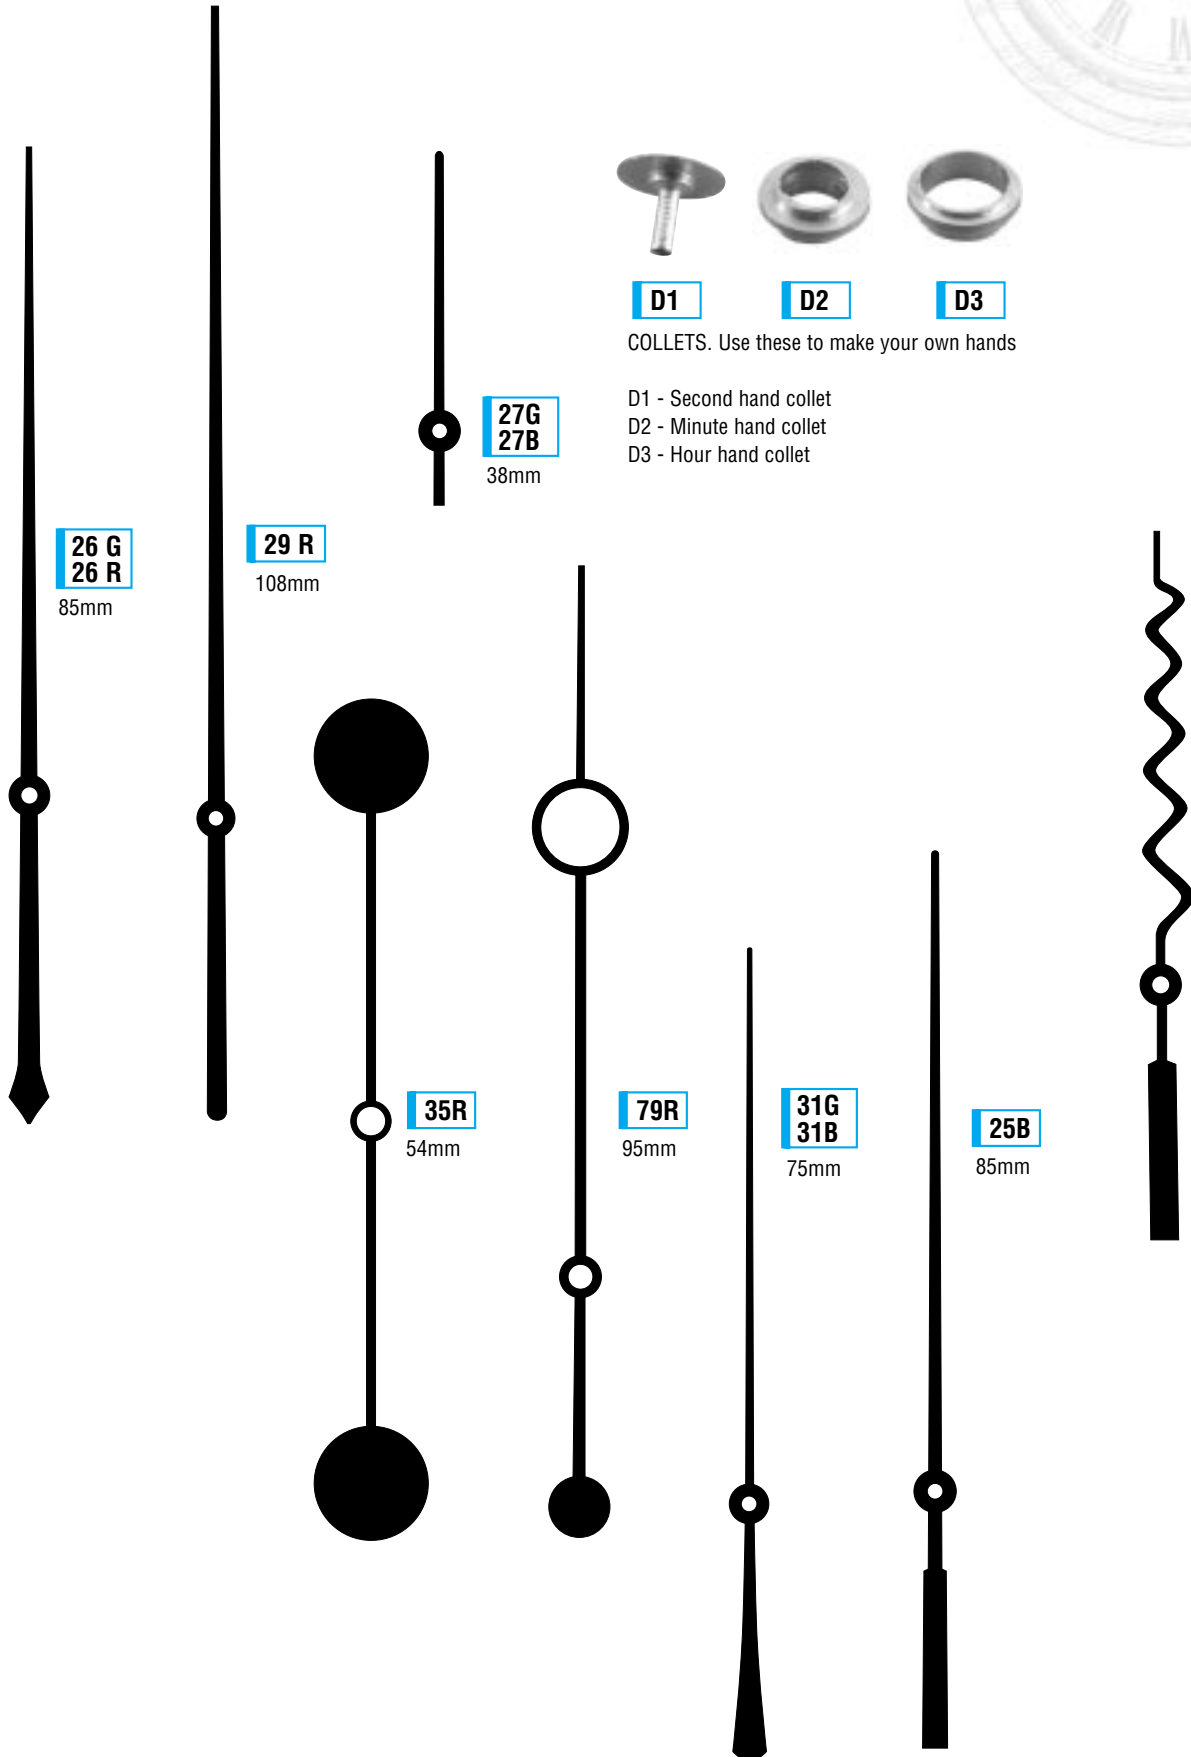 D1
D2
D3
COLLETS. Use these to make your own hands
D1 - Second hand collet
D2 - Minute hand collet
D3 - Hour hand collet
27G
27B
38mm
26 G
26 R
85mm
29 R
108mm
35R
54mm
79R
95mm
31G
31B
75mm
25B
85mm